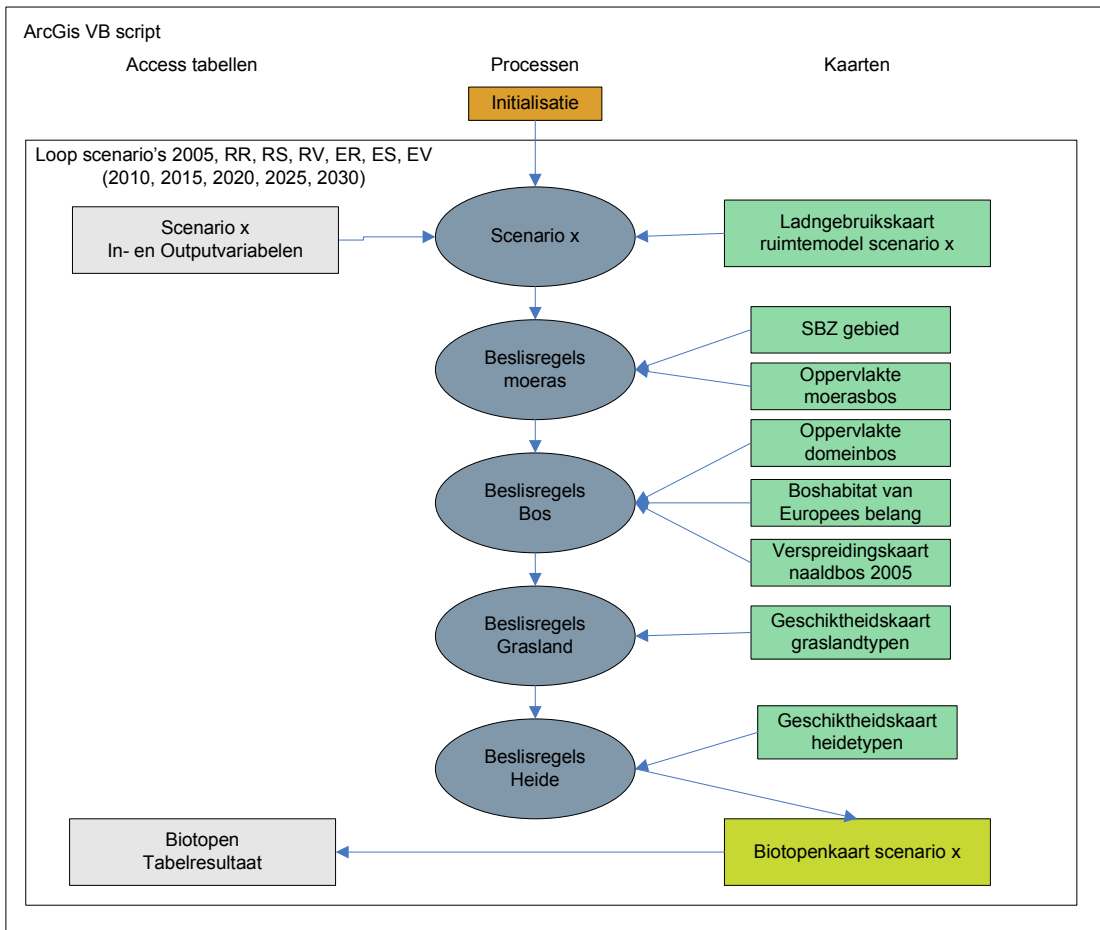 ArcGis VB script
Access tabellen
Processen
Kaarten
Initialisatie
Loop scenario's 2005, RR, RS, RV, ER, ES, EV
(2010, 2015, 2020, 2025, 2030)
Scenario x
In- en Outputvariabelen
Scenario x
Ladngebruikskaart
ruimtemodel scenario x
Beslisregels
moeras
SBZ gebied
Oppervlakte
moerasbos
Beslisregels
Bos
Oppervlakte
domeinbos
Boshabitat van
Europees belang
Verspreidingskaart
naaldbos 2005
Beslisregels
Grasland
Geschiktheidskaart
graslandtypen
Beslisregels
Heide
Geschiktheidskaart
heidetypen
Biotopen
Tabelresultaat
Biotopenkaart scenario x